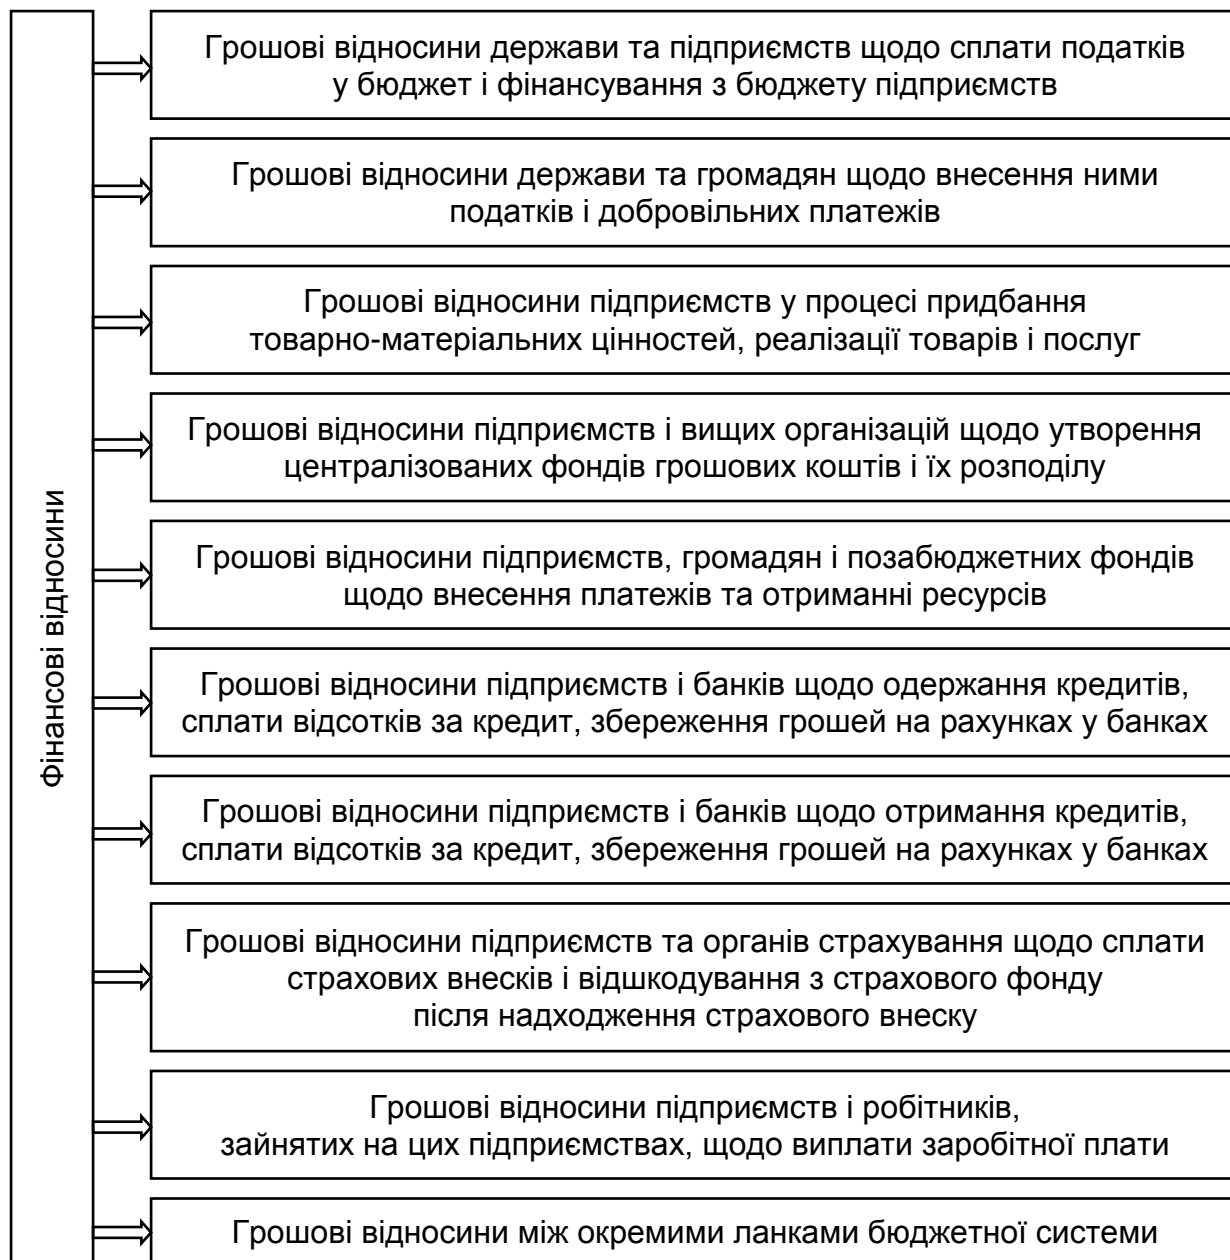 Фінансові відносини
Грошові відносини держави та підприємств щодо сплати податків
у бюджет і фінансування з бюджету підприємств
Грошові відносини держави та громадян щодо внесення ними
податків і добровільних платежів
Грошові відносини підприємств у процесі придбання
товарно-матеріальних цінностей, реалізації товарів і послуг
Грошові відносини підприємств і вищих організацій щодо утворення
централізованих фондів грошових коштів і їх розподілу
Грошові відносини підприємств, громадян і позабюджетних фондів
щодо внесення платежів та отриманні ресурсів
Грошові відносини підприємств і банків щодо одержання кредитів,
сплати відсотків за кредит, збереження грошей на рахунках у банках
Грошові відносини підприємств і банків щодо отримання кредитів,
сплати відсотків за кредит, збереження грошей на рахунках у банках
Грошові відносини підприємств та органів страхування щодо сплати
страхових внесків і відшкодування з страхового фонду
після надходження страхового внеску
Грошові відносини підприємств і робітників,
зайнятих на цих підприємствах, щодо виплати заробітної плати
Грошові відносини між окремими ланками бюджетної системи